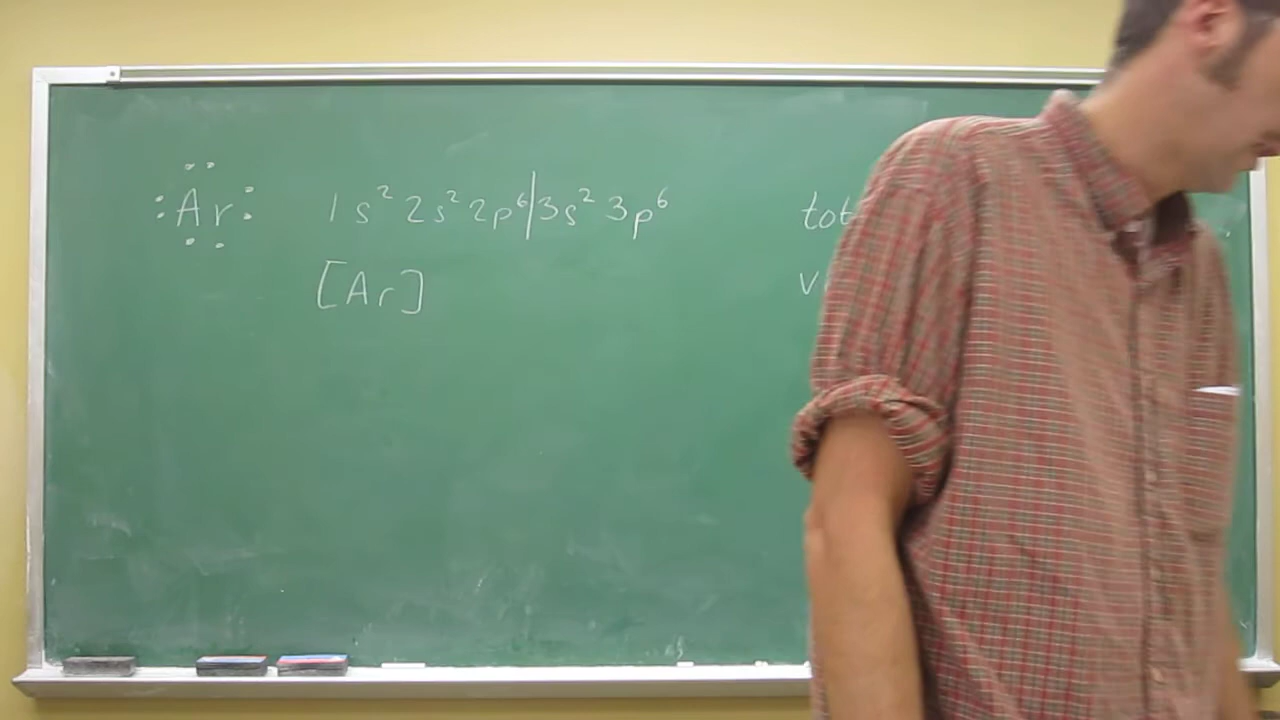 Ar 1s² 2s² 2p⁶|3s² 3p⁶
[Ar]